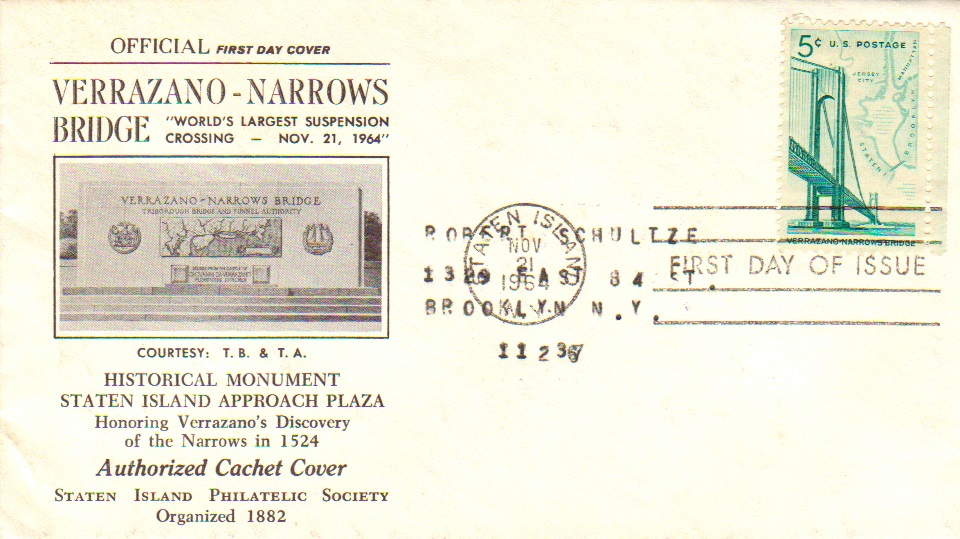 OFFICIAL FIRST DAY COVER
VERRAZANO-NARROWS
BRIDGE "WORLD'S LARGEST SUSPENSION
CROSSING — NOV. 21, 1964"
VERRAZANO-NARROWS BRIDGE
TRIBOROUGH BRIDGE AND TUNNEL AUTHORITY
COURTESY: T. B. & T. A.
HISTORICAL MONUMENT
STATEN ISLAND APPROACH PLAZA
Honoring Verrazano's Discovery
of the Narrows in 1524
Authorized Cachet Cover
STATEN ISLAND PHILATELIC SOCIETY
Organized 1882
5¢ U.S. POSTAGE
JERSEY
CITY
MANHATTAN
BROOKLYN
STATEN I.
VERRAZANO-NARROWS BRIDGE
STATEN ISLAND
NOV
21
1964
N.Y.
FIRST DAY OF ISSUE
ROBERT SCHULTZE
EAST 84 ST.
BROOKLYN N.Y.